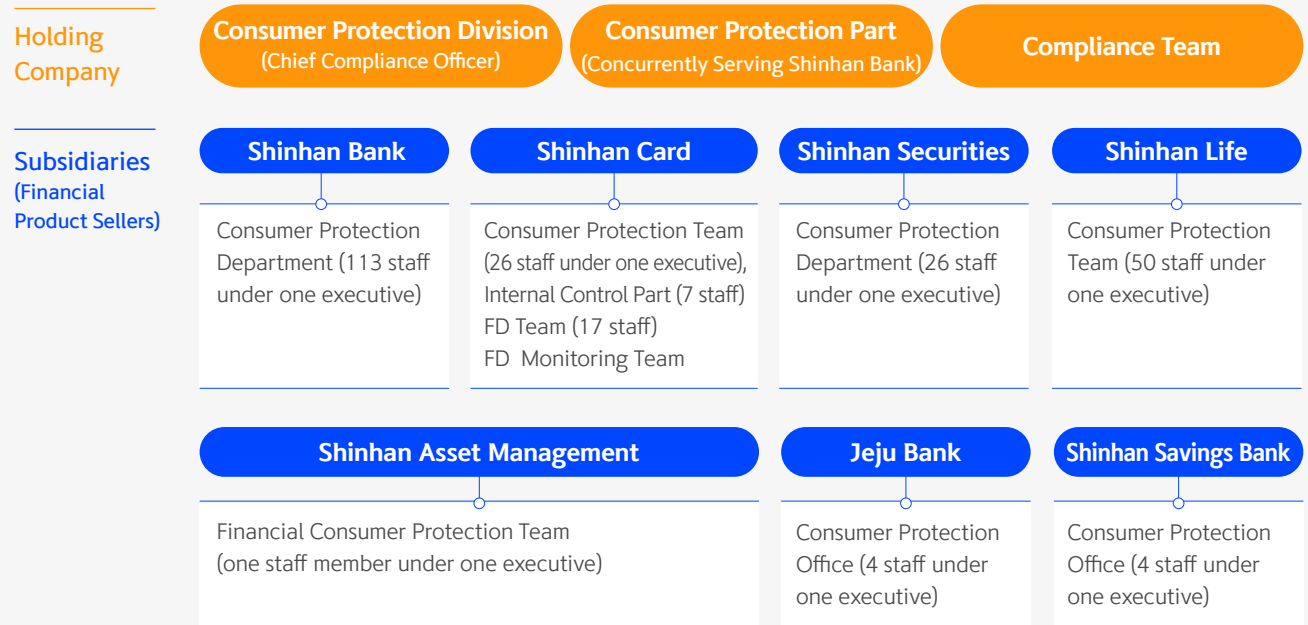 Holding
Company
Consumer Protection Division
(Chief Compliance Officer)
Consumer Protection Part
(Concurrently Serving Shinhan Bank)
Compliance Team
Subsidiaries
(Financial
Product Sellers)
Shinhan Bank
Consumer Protection
Department (113 staff
under one executive)
Shinhan Card
Consumer Protection Team
(26 staff under one executive),
Internal Control Part (7 staff)
FD Team (17 staff)
FD Monitoring Team
Shinhan Securities
Consumer Protection
Department (26 staff
under one executive)
Shinhan Life
Consumer Protection
Team (50 staff under
one executive)
Shinhan Asset Management
Financial Consumer Protection Team
(one staff member under one executive)
Jeju Bank
Consumer Protection
Office (4 staff under
one executive)
Shinhan Savings Bank
Consumer Protection
Office (4 staff under
one executive)